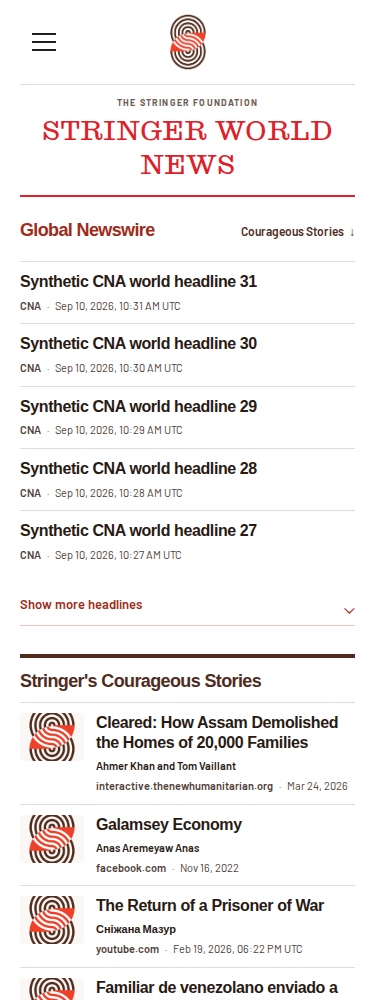 THE STRINGER FOUNDATION
STRINGER WORLD
NEWS
Global Newswire
Courageous Stories ↓
Synthetic CNA world headline 31
CNA · Sep 10, 2026, 10:31 AM UTC
Synthetic CNA world headline 30
CNA · Sep 10, 2026, 10:30 AM UTC
Synthetic CNA world headline 29
CNA · Sep 10, 2026, 10:29 AM UTC
Synthetic CNA world headline 28
CNA · Sep 10, 2026, 10:28 AM UTC
Synthetic CNA world headline 27
CNA · Sep 10, 2026, 10:27 AM UTC
Show more headlines
Stringer's Courageous Stories
Cleared: How Assam Demolished
the Homes of 20,000 Families
Ahmer Khan and Tom Vaillant
interactive.thenewhumanitarian.org · Mar 24, 2026
Galamsey Economy
Anas Aremeyaw Anas
facebook.com · Nov 16, 2022
The Return of a Prisoner of War
Сніжана Мазур
youtube.com · Feb 19, 2026, 06:22 PM UTC
Familiar de venezolano enviado a